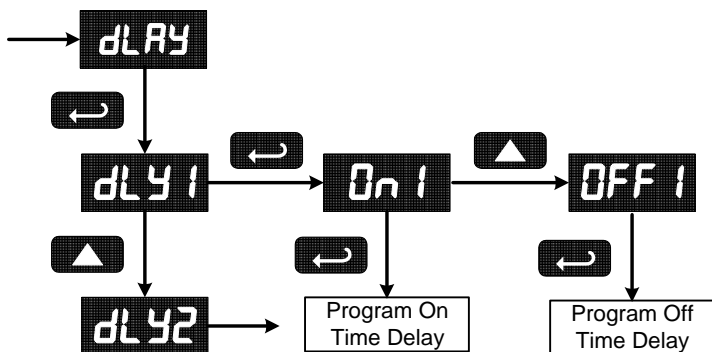 dLAY
dLY1
On1
OFF1
dLY2
Program On
Time Delay
Program Off
Time Delay